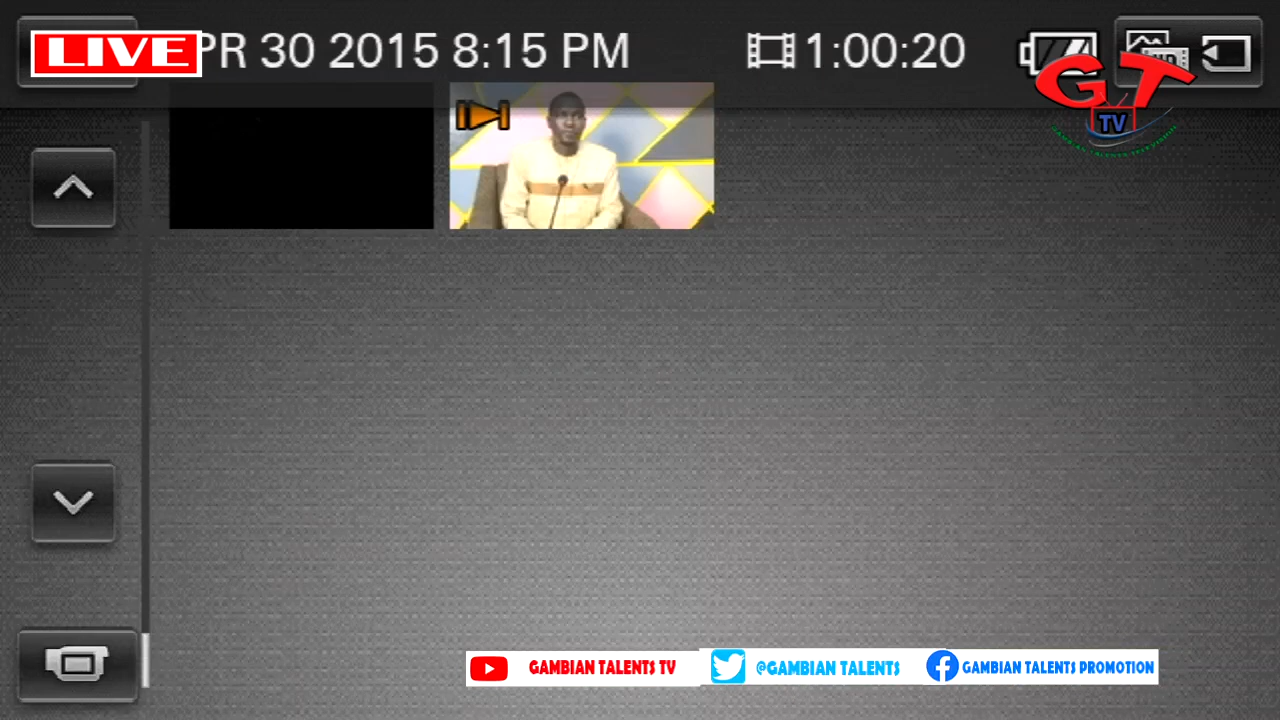 LIVE
PR 30 2015 8:15 PM
1:00:20
GT
TV
GAMBIAN TALENTS TV
@GAMBIAN TALENTS
GAMBIAN TALENTS PROMOTION